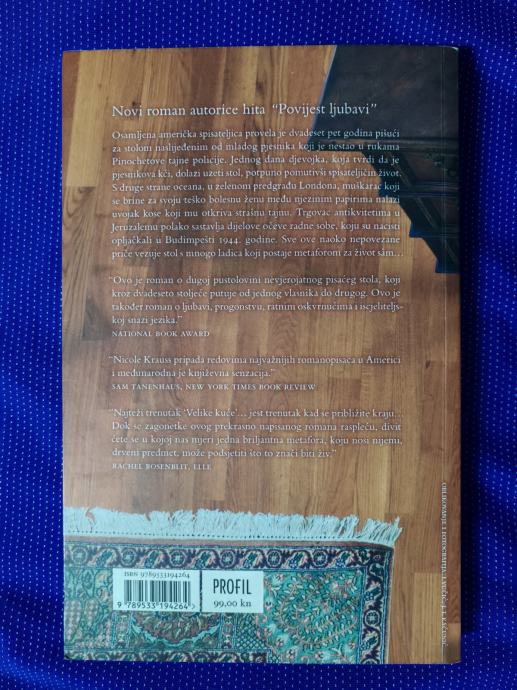 Novi roman autorice hita “Povijest ljubavi”
Osamljena američka spisateljica provela je dvadeset pet godina pišući
za stolom naslijeđenim od mladog pjesnika koji je nestao u rukama
Pinochetove tajne policije. Jednog dana djevojka, koja tvrdi da je
pjesnikova kći, dolazi uzeti stol, potpuno pomutivši spisateljičin život.
S druge strane oceana, u zelenom predgrađu Londona, muškarac koji
se brine za svoju teško bolesnu ženu među njezinim papirima nalazi
uvojak kose koji mu otkriva strašnu tajnu. Trgovac antikvitetima u
Jeruzalemu polako sastavlja dijelove očeve radne sobe, koju su nacisti
opljačkali u Budimpešti 1944. godine. Sve ove naoko nepovezane
priče vezuje stol s mnogo ladica koji postaje metaforom za život sâm…
“Ovo je roman o dugoj pustolovini nevjerojatnog pisaćeg stola, koji
kroz dvadeseto stoljeće putuje od jednog vlasnika do drugog. Ovo je
također roman o ljubavi, progonstvu, ratnim oskvrnućima i iscjeliteljs-
koj snazi jezika.”
NATIONAL BOOK AWARD
“Nicole Krauss pripada redovima najvažnijih romanopisaca u Americi
i međunarodna je književna senzacija.”
SAM TANENHAUS, NEW YORK TIMES BOOK REVIEW
“Najteži trenutak ‘Velike kuće’… jest trenutak kad se približite kraju…
Dok se zagonetke ovog prekrasno napisanog romana raspleću, divit
ćete se u kojoj nas mjeri jedna briljantna metafora, koju nosi nijemi,
drveni predmet, može podsjetiti što to znači biti živ.”
RACHEL ROSENBLIT, ELLE
ISBN 9789533194264
9 789533 194264 >
PROFIL
99,00 kn
OBLIKOVANJE I FOTOGRAFIJA: